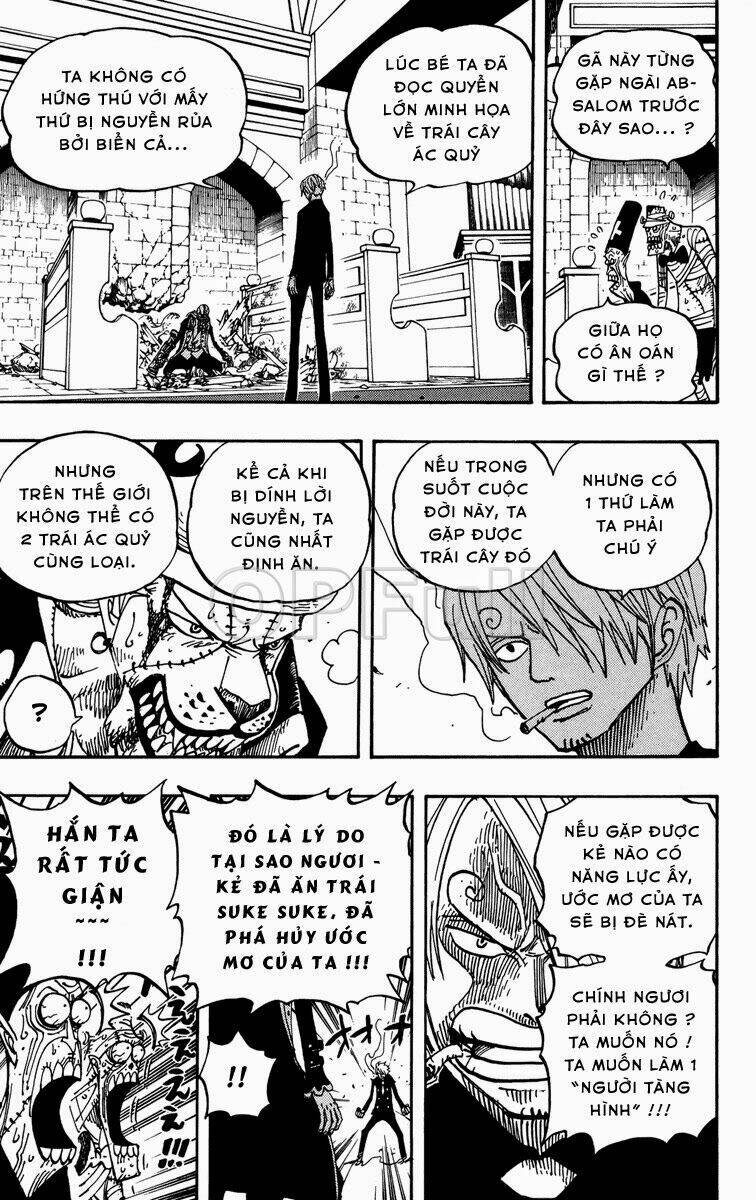 GÃ NÀY TỪNG
GẶP NGÀI AB-
SALOM TRƯỚC
ĐÂY SAO... ?
GIỮA HỌ
CÓ ÂN OÁN
GÌ THẾ ?
LÚC BÉ TA ĐÃ
ĐỌC QUYỂN
LỚN MINH HỌA
VỀ TRÁI CÂY
ÁC QUỶ
TA KHÔNG CÓ
HỨNG THÚ VỚI MẤY
THỨ BỊ NGUYỀN RỦA
BỞI BIỂN CẢ...
NHƯNG CÓ
1 THỨ LÀM
TA PHẢI
CHÚ Ý
NẾU TRONG
SUỐT CUỘC
ĐỞI NÀY, TA
GẶP ĐƯỢC
TRÁI CÂY ĐÓ
KỂ CẢ KHI
BỊ DÍNH LỜI
NGUYỀN, TA
CŨNG NHẤT
ĐỊNH ĂN.
NHƯNG
TRÊN THẾ GIỚI
KHÔNG THỂ CÓ
2 TRÁI ÁC QUỶ
CÙNG LOẠI.
?
OPFull
NẾU GẶP ĐƯỢC
KẺ NÀO CÓ
NĂNG LỰC ẤY,
ƯỚC MƠ CỦA TA
SẼ BỊ ĐÈ NÁT.
CHÍNH NGƯƠI
PHẢI KHÔNG ?
TA MUỐN NÓ !
TA MUỐN LÀM 1
“NGƯỜI TÀNG
HÌNH” !!!
ĐÓ LÀ LÝ DO
TẠI SAO NGƯƠI -
KẺ ĐÃ ĂN TRÁI
SUKE SUKE, ĐÃ
PHÁ HỦY ƯỚC
MƠ CỦA TA !!!
!!
HẮN TA
RẤT TỨC
GIẬN
~~~
!!!